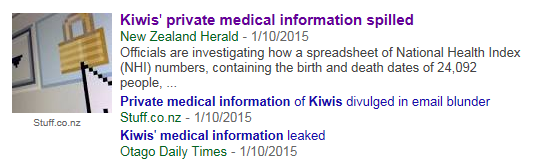 Kiwis' private medical information spilled
New Zealand Herald - 1/10/2015
Officials are investigating how a spreadsheet of National Health Index
(NHI) numbers, containing the birth and death dates of 24,092
people, ...
Private medical information of Kiwis divulged in email blunder
Stuff.co.nz - 1/10/2015
Kiwis' medical information leaked
Otago Daily Times - 1/10/2015
Stuff.co.nz